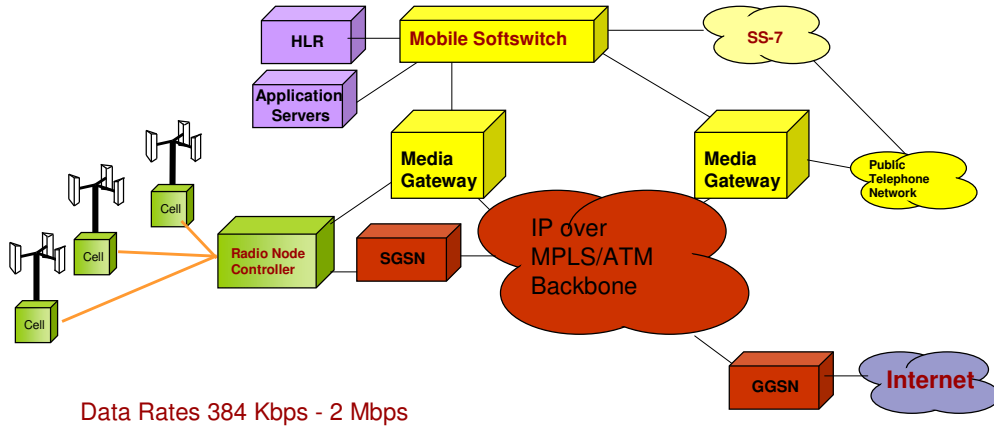 HLR
Mobile Softswitch
SS-7
Application
Servers
Media
Gateway
Media
Gateway
Public
Telephone
Network
Cell
Cell
Cell
Radio Node
Controller
SGSN
IP over
MPLS/ATM
Backbone
GGSN
Internet
Data Rates 384 Kbps - 2 Mbps